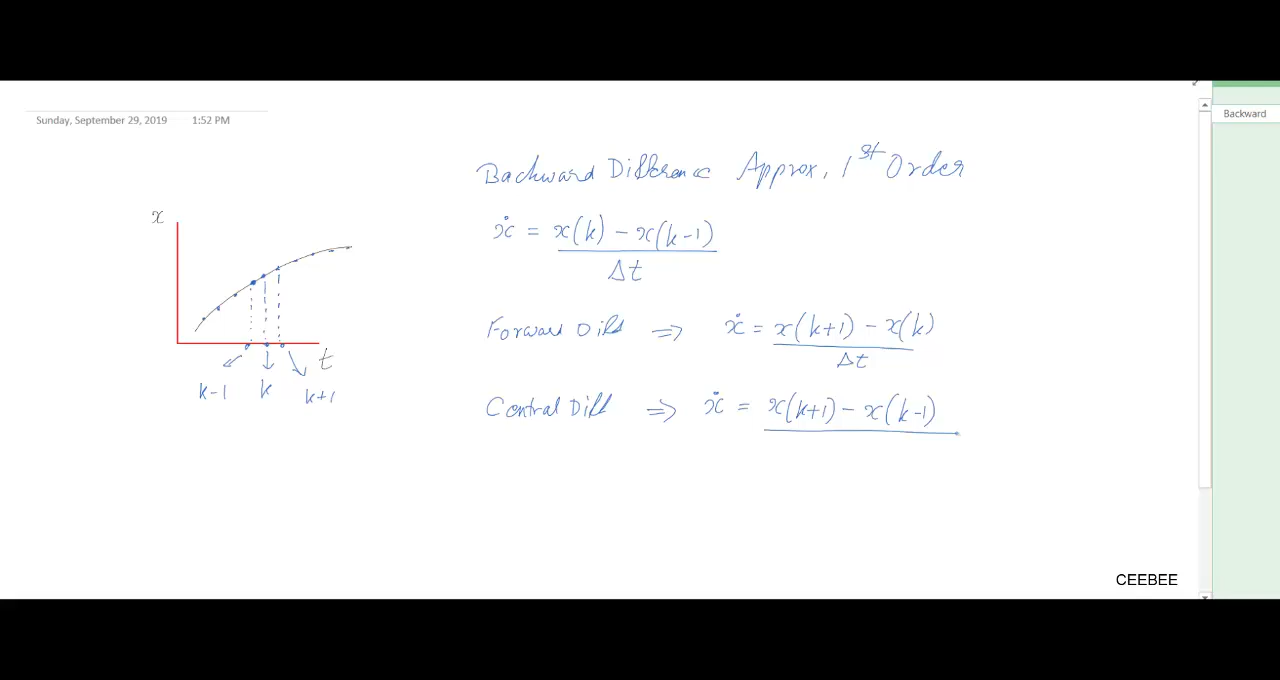 Sunday, September 29, 2019 1:52 PM
Backward
Backward Difference Approx, 1st Order
x
ẋ = x(k) - x(k-1)
Δt
Forward Diff ⇒ ẋ = x(k+1) - x(k)
Δt
t
k-1 k k+1
Central Diff ⇒ ẋ = x(k+1) - x(k-1)
CEEBEE